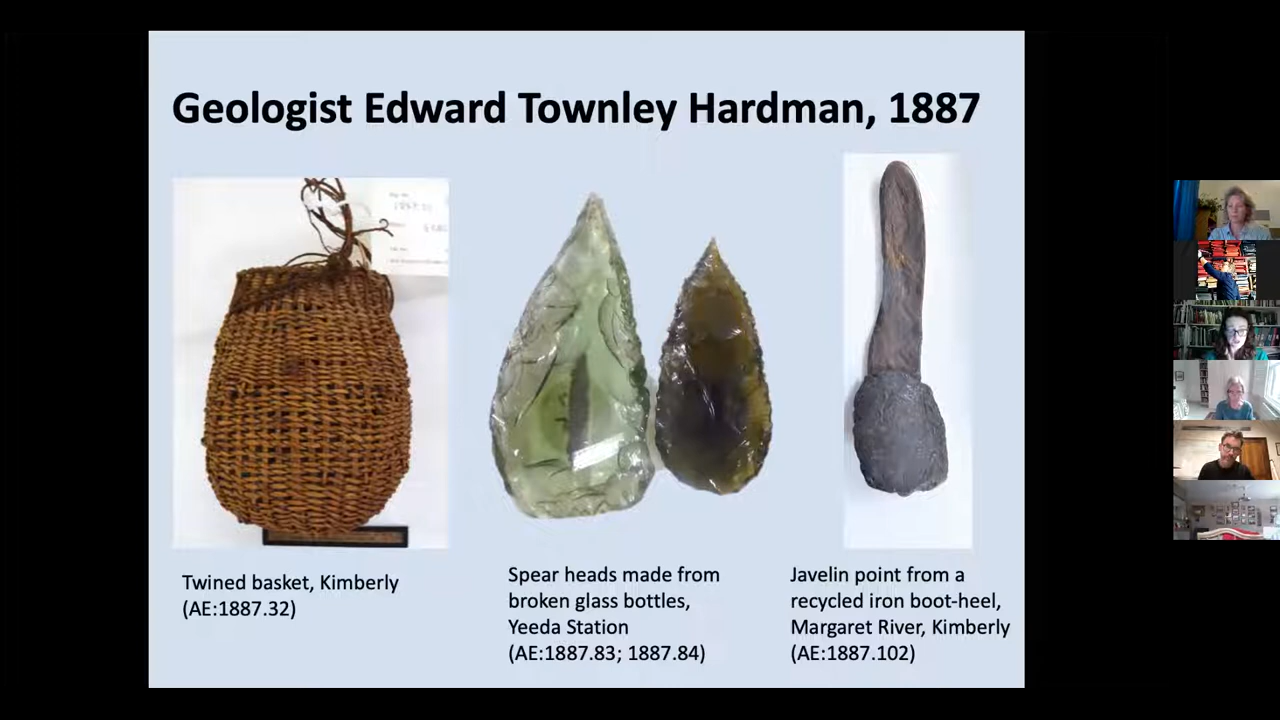 Geologist Edward Townley Hardman, 1887
Twined basket, Kimberly
(AE:1887.32)
Spear heads made from
broken glass bottles,
Yeeda Station
(AE:1887.83; 1887.84)
Javelin point from a
recycled iron boot-heel,
Margaret River, Kimberly
(AE:1887.102)